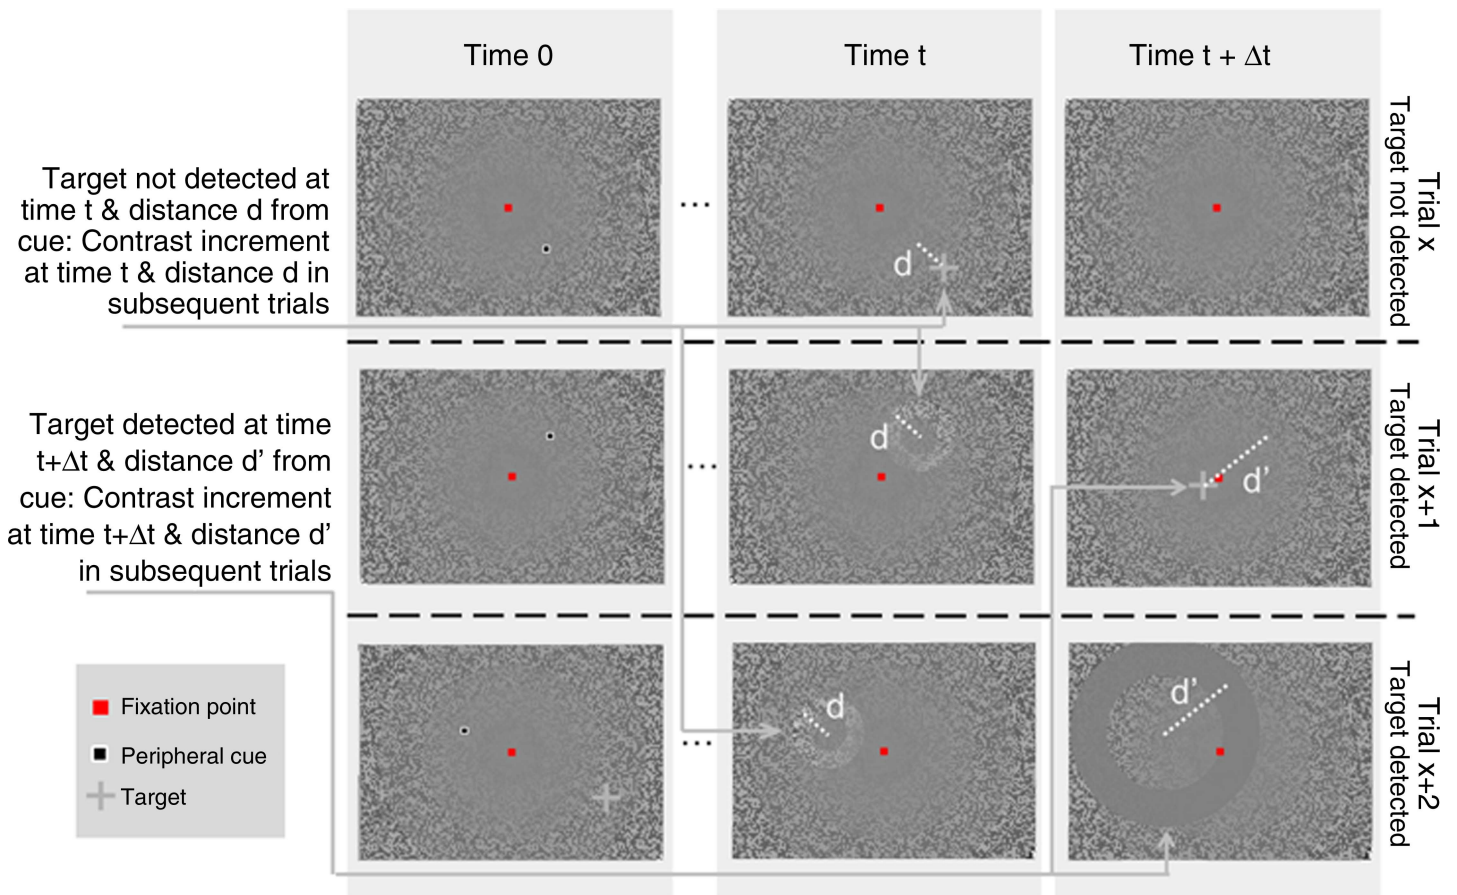 Time 0
Time t
Time t + Δt
Target not detected at
time t & distance d from
cue: Contrast increment
at time t & distance d in
subsequent trials
...
d
Trial x
Target not detected
Target detected at time
t+Δt & distance d’ from
cue: Contrast increment
at time t+Δt & distance d’
in subsequent trials
...
d
d’
Trial x+1
Target detected
Fixation point
Peripheral cue
Target
...
d
d’
Trial x+2
Target detected